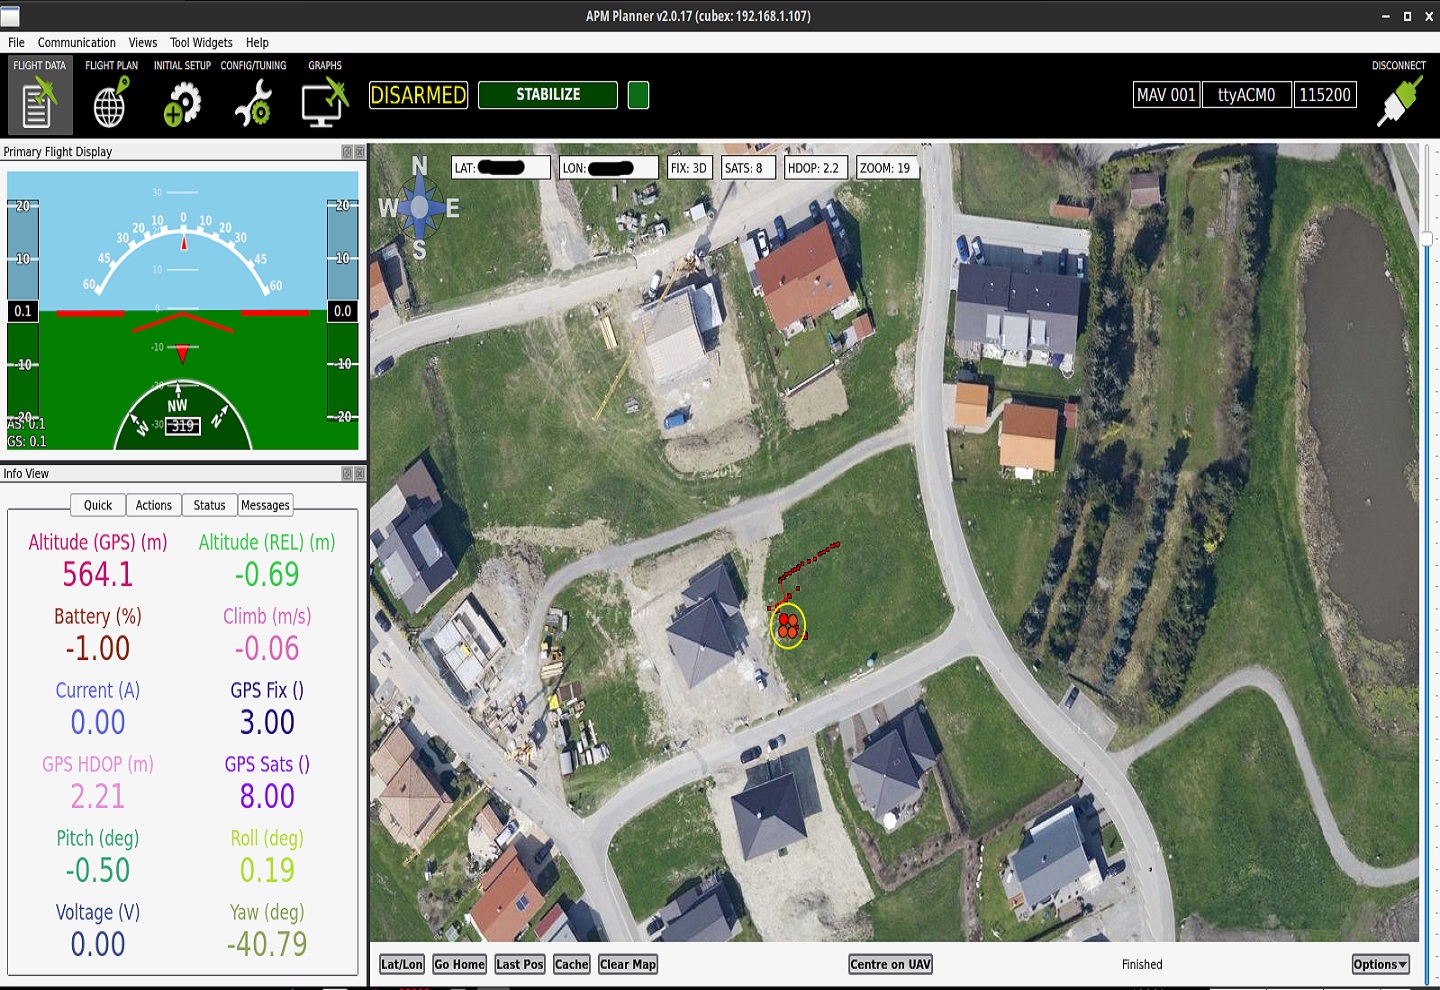 APM Planner v2.0.17 (cubex: 192.168.1.107)
File Communication Views Tool Widgets Help
FLIGHT DATA FLIGHT PLAN INITIAL SETUP CONFIG/TUNING GRAPHS DISCONNECT
DISARMED STABILIZE MAV 001 ttyACM0 115200
Primary Flight Display
N
W E
S
LAT: LON: FIX: 3D SATS: 8 HDOP: 2.2 ZOOM: 19
30
20 20
10 0 10
20 20
30 30
45 45
60 60
10 10 10
0.1 0 0.0
-10 -10 -10
-20 -20 -20
NW
W -30 319 N
AS: 0.1
GS: 0.1
Info View
Quick Actions Status Messages
Altitude (GPS) (m) Altitude (REL) (m)
564.1 -0.69
Battery (%) Climb (m/s)
-1.00 -0.06
Current (A) GPS Fix ()
0.00 3.00
GPS HDOP (m) GPS Sats ()
2.21 8.00
Pitch (deg) Roll (deg)
-0.50 0.19
Voltage (V) Yaw (deg)
0.00 -40.79
Lat/Lon Go Home Last Pos Cache Clear Map Centre on UAV Finished Options